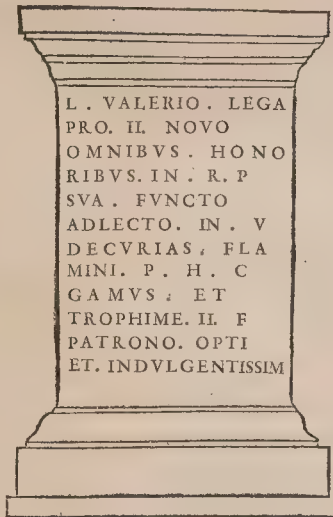 L . VALERIO . LEGA
PRO. II. NOVO
OMNIBVS . HONO
RIBVS. IN . R. P
SVA . FVNCTO
ADLECTO. IN . V
DECVRIAS . FLA
MINI. P. H. C
GAMVS . ET
TROPHIME. II. F
PATRONO. OPTI
ET. INDVLGENTISSIM